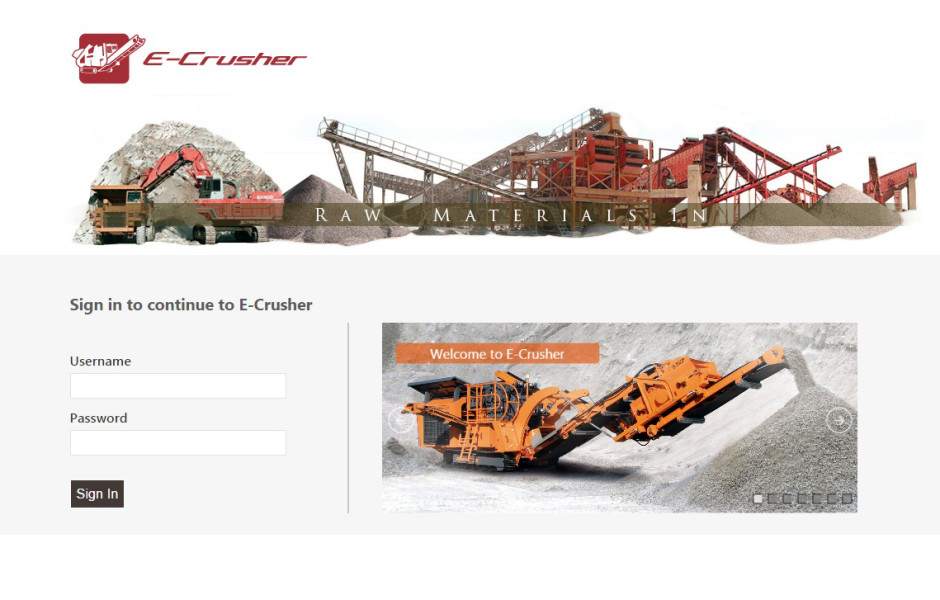 E-Crusher
Raw Materials In
Sign in to continue to E-Crusher
Username
Password
Sign In
Welcome to E-Crusher